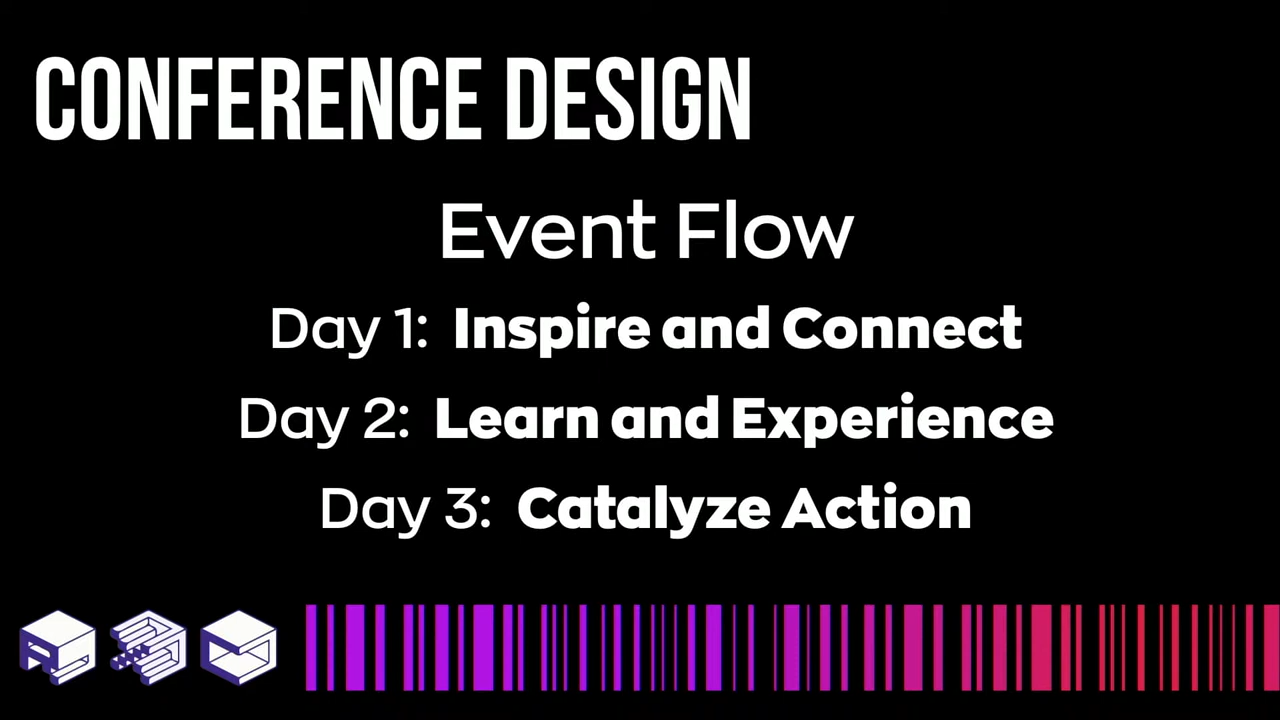 CONFERENCE DESIGN
Event Flow
Day 1: Inspire and Connect
Day 2: Learn and Experience
Day 3: Catalyze Action